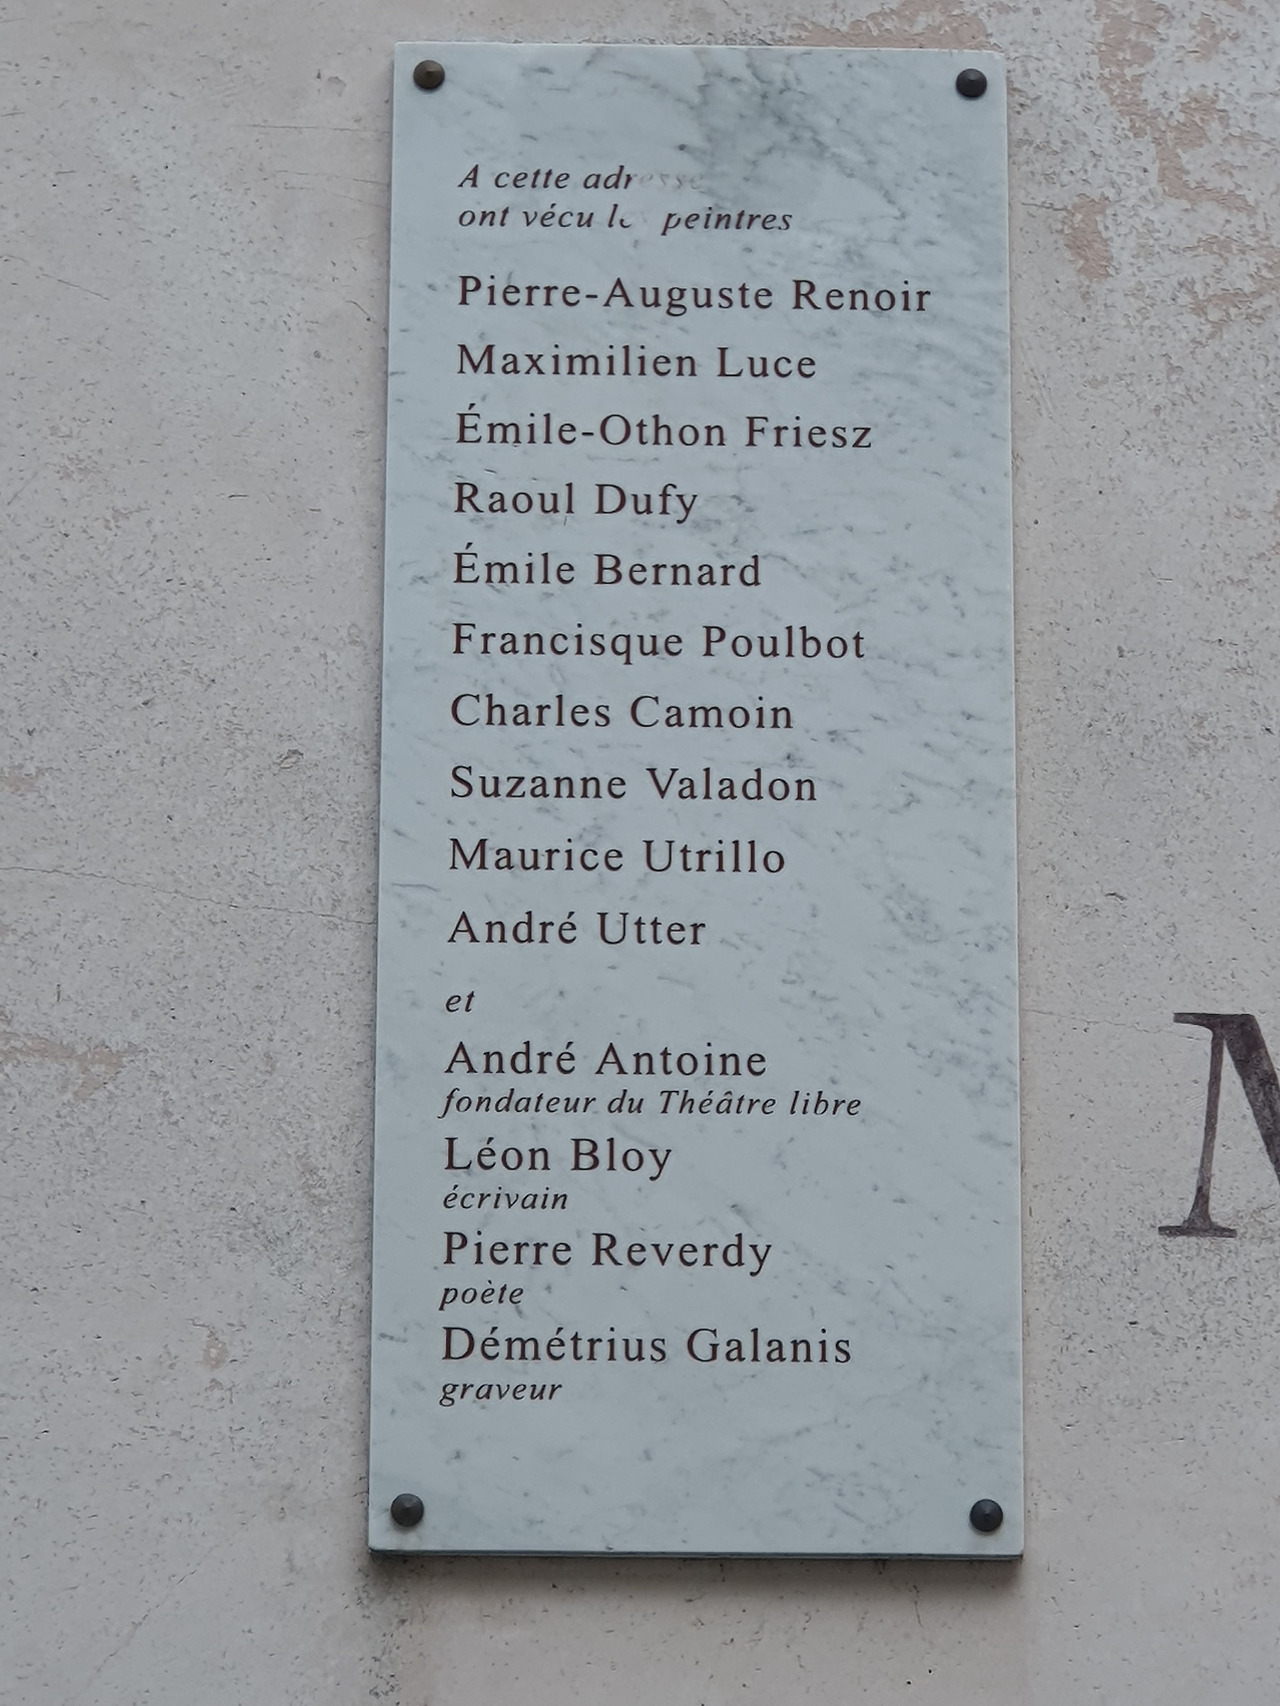 A cette adresse
ont vécu les peintres
Pierre-Auguste Renoir
Maximilien Luce
Émile-Othon Friesz
Raoul Dufy
Émile Bernard
Francisque Poulbot
Charles Camoin
Suzanne Valadon
Maurice Utrillo
André Utter
et
André Antoine
fondateur du Théâtre libre
Léon Bloy
écrivain
Pierre Reverdy
poète
Démétrius Galanis
graveur